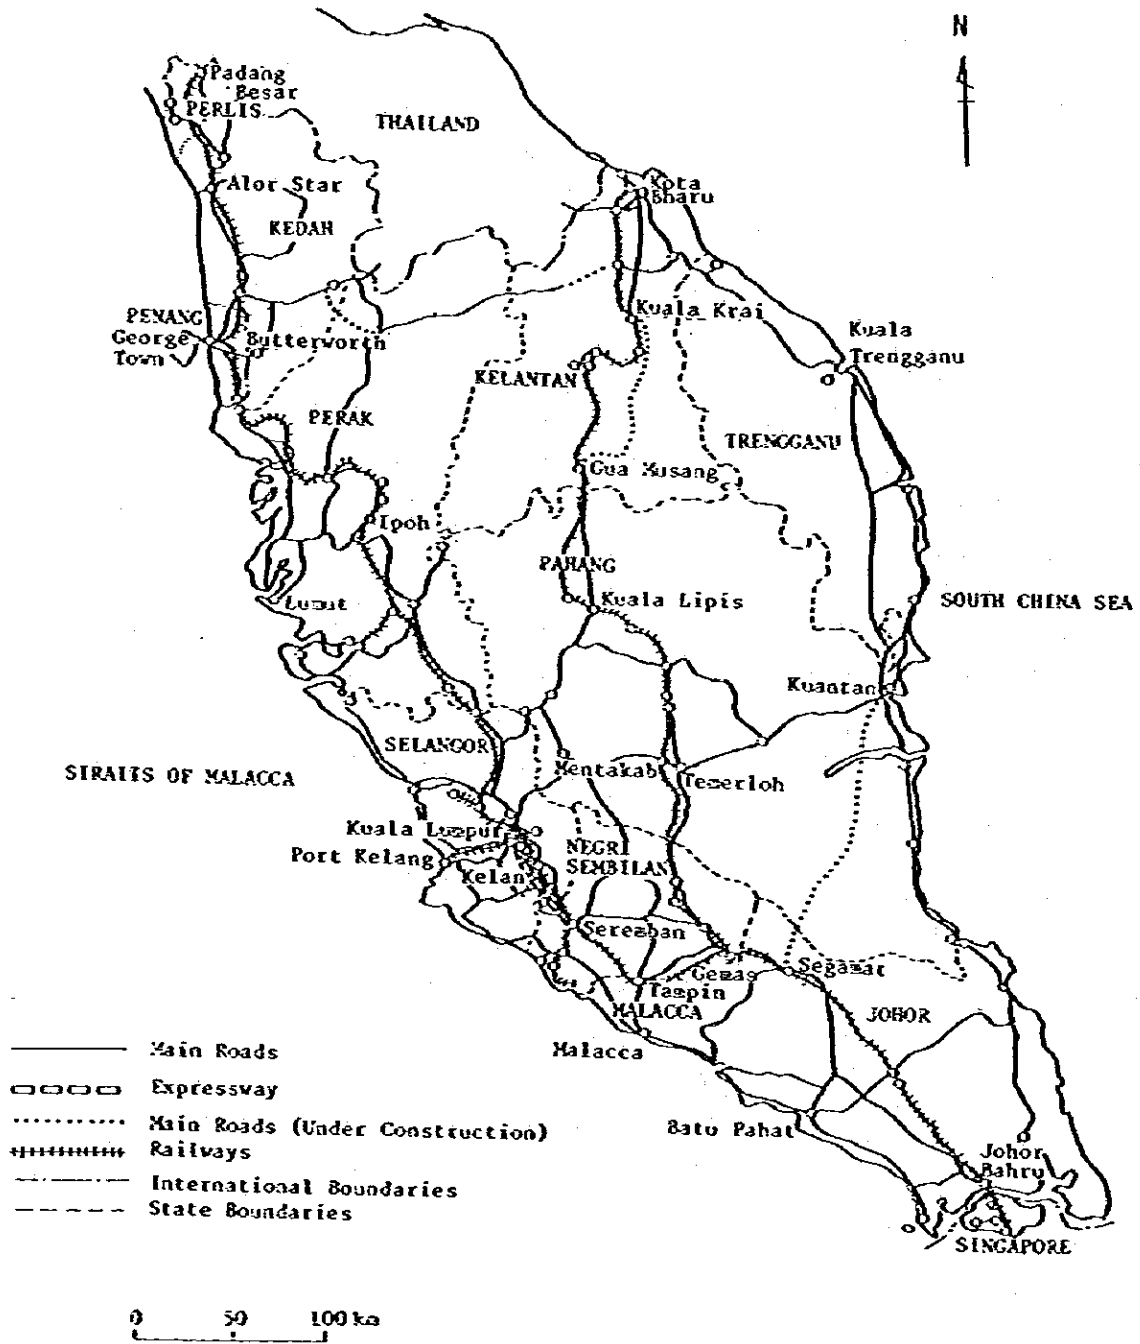 N
Padang
Besar
PERLIS
THAILAND
Alor Star
Kota
Bharu
KEDAH
PENANG
George
Town
Butterworth
Kuala Krai
Kuala
Trengganu
KELANTAN
PERAK
TRENGGANU
Gua Musang
Ipoh
PAHANG
Lumut
Kuala Lipis
SOUTH CHINA SEA
Kuantan
SELANGOR
STRAITS OF MALACCA
Mentakab
Temerloh
Kuala Lumpur
Port Kelang
Kelan
NEGRI
SEMBILAN
Seremban
Gemas
Segamat
Tampin
MALACCA
JOHOR
Malacca
Main Roads
Expressway
Main Roads (Under Construction)
Railways
International Boundaries
State Boundaries
Batu Pahat
Johor
Bahru
SINGAPORE
0 50 100 km